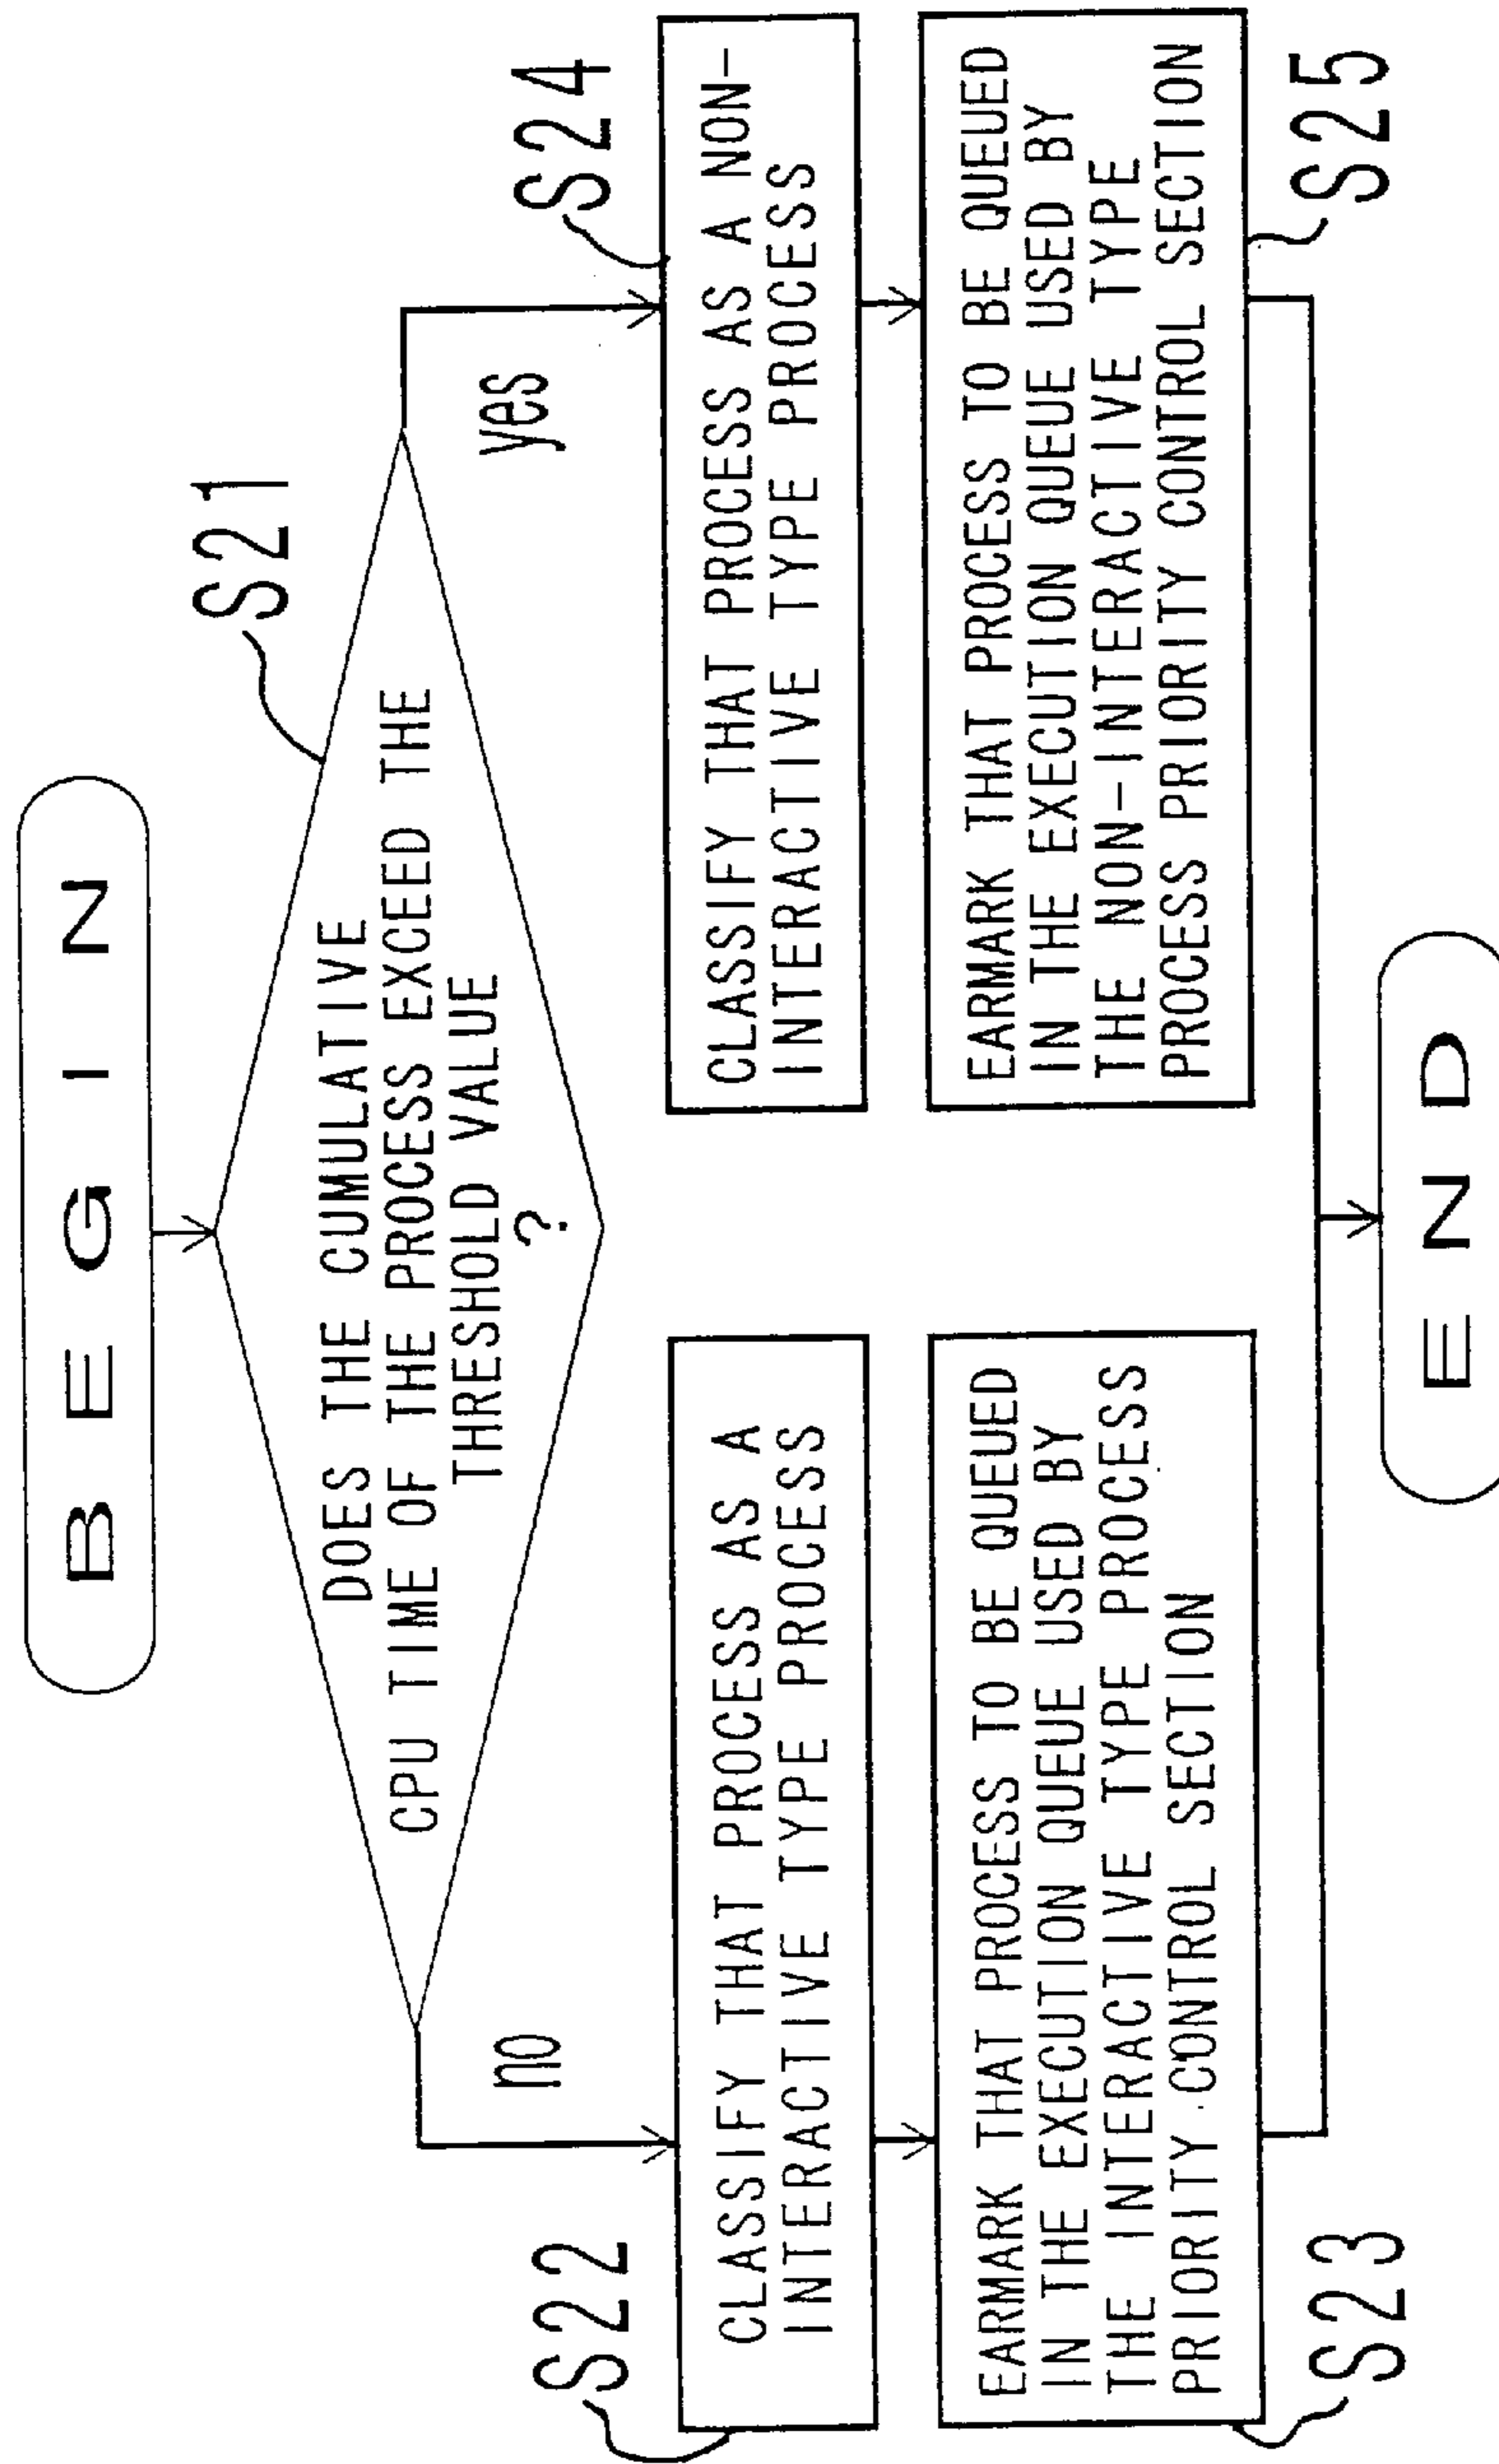 B E G I N
S21
DOES THE CUMULATIVE
CPU TIME OF THE PROCESS EXCEED THE
THRESHOLD VALUE
?
no
yes
S22
CLASSIFY THAT PROCESS AS A
INTERACTIVE TYPE PROCESS
S24
CLASSIFY THAT PROCESS AS A NON-
INTERACTIVE TYPE PROCESS
EARMARK THAT PROCESS TO BE QUEUED
IN THE EXECUTION QUEUE USED BY
THE INTERACTIVE TYPE PROCESS
PRIORITY CONTROL SECTION
S23
EARMARK THAT PROCESS TO BE QUEUED
IN THE EXECUTION QUEUE USED BY
THE NON-INTERACTIVE TYPE
PROCESS PRIORITY CONTROL SECTION
S25
E N D